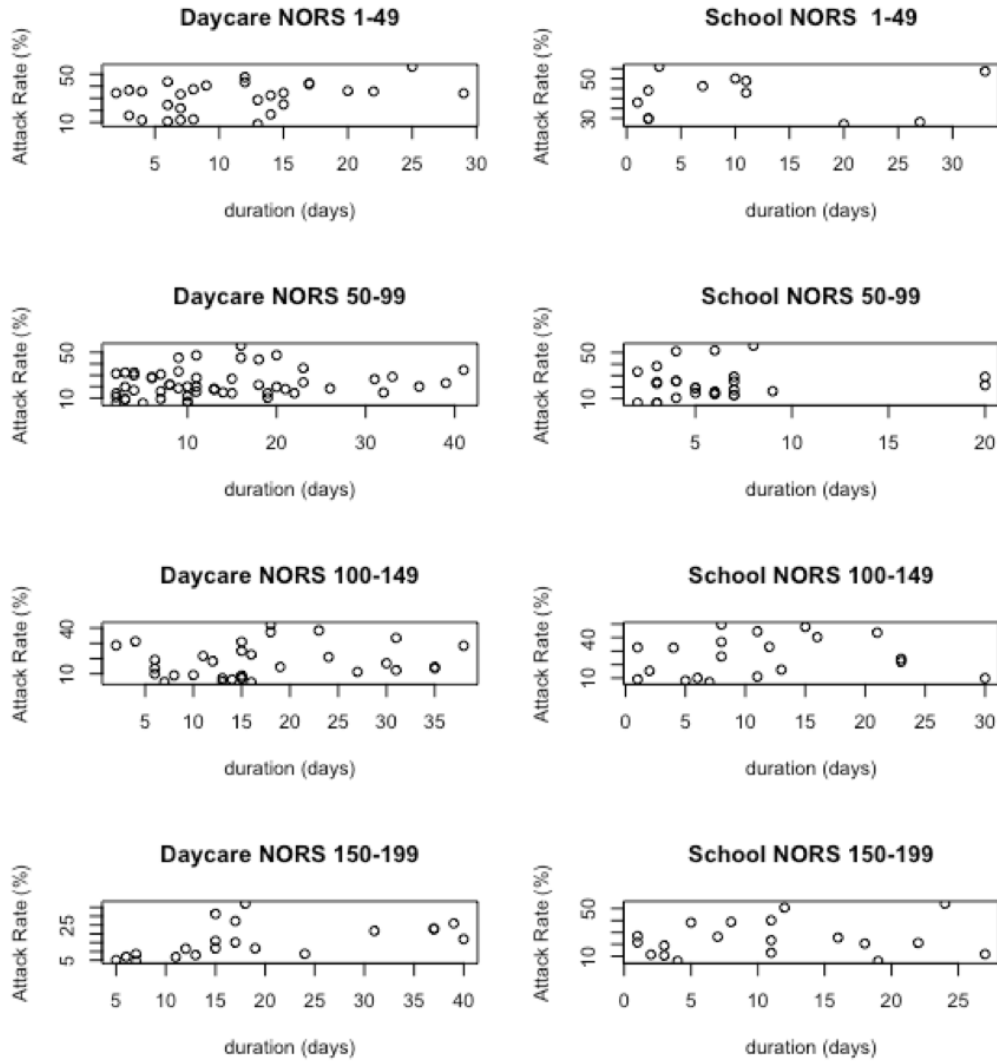 Daycare NORS 1-49
School NORS 1-49
Attack Rate (%)
50
10
Attack Rate (%)
50
30
5 10 15 20 25 30
0 5 10 15 20 25 30
duration (days)
duration (days)
Daycare NORS 50-99
School NORS 50-99
Attack Rate (%)
50
10
Attack Rate (%)
50
10
10 20 30 40
5 10 15 20
duration (days)
duration (days)
Daycare NORS 100-149
School NORS 100-149
Attack Rate (%)
40
10
Attack Rate (%)
40
10
5 10 15 20 25 30 35
0 5 10 15 20 25 30
duration (days)
duration (days)
Daycare NORS 150-199
School NORS 150-199
Attack Rate (%)
25
5
Attack Rate (%)
50
10
5 10 15 20 25 30 35 40
0 5 10 15 20 25
duration (days)
duration (days)